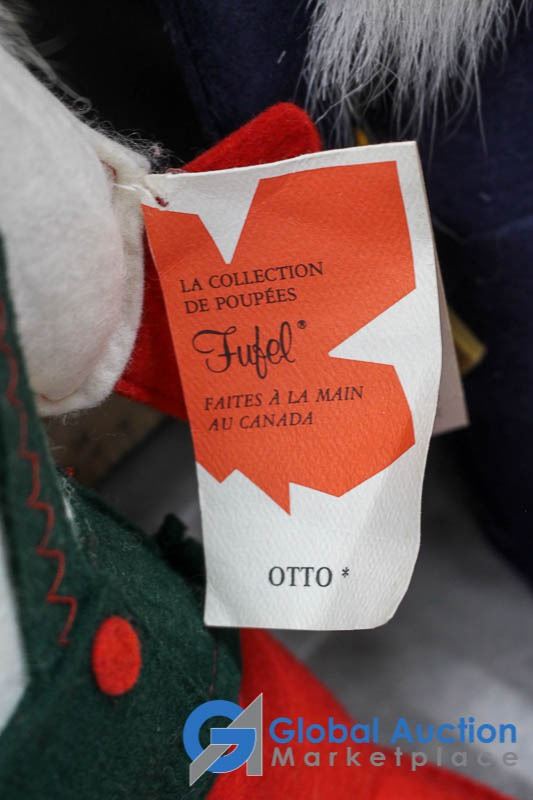 LA COLLECTION
DE POUPÉES
Fufel®
FAITES À LA MAIN
AU CANADA
OTTO *
Global Auction
Marketplace